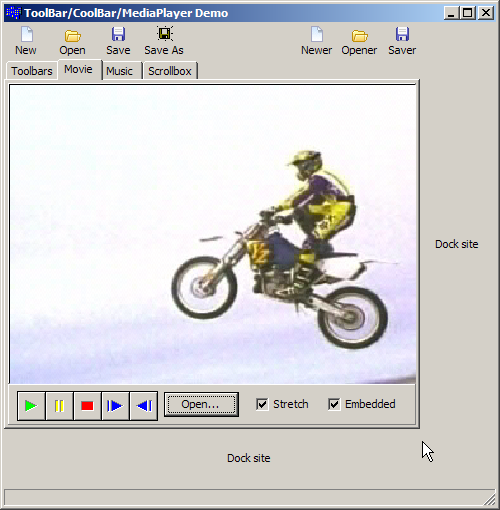 ToolBar/CoolBar/MediaPlayer Demo
New Open Save Save As Newer Opener Saver
Toolbars Movie Music Scrollbox
Dock site
Open... Stretch Embedded
Dock site